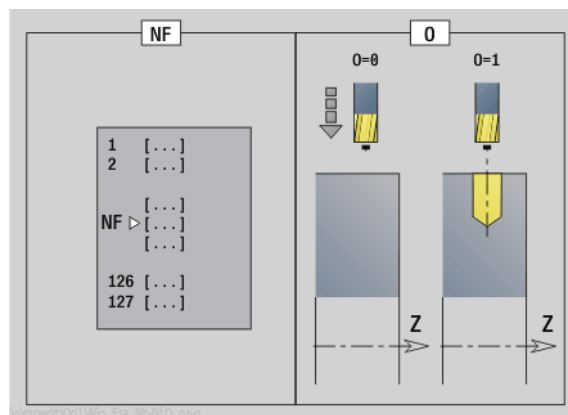 NF
O
O=0
O=1
1 [...]
2 [...]
[...]
NF [...]
[...]
126 [...]
127 [...]
Z
Z